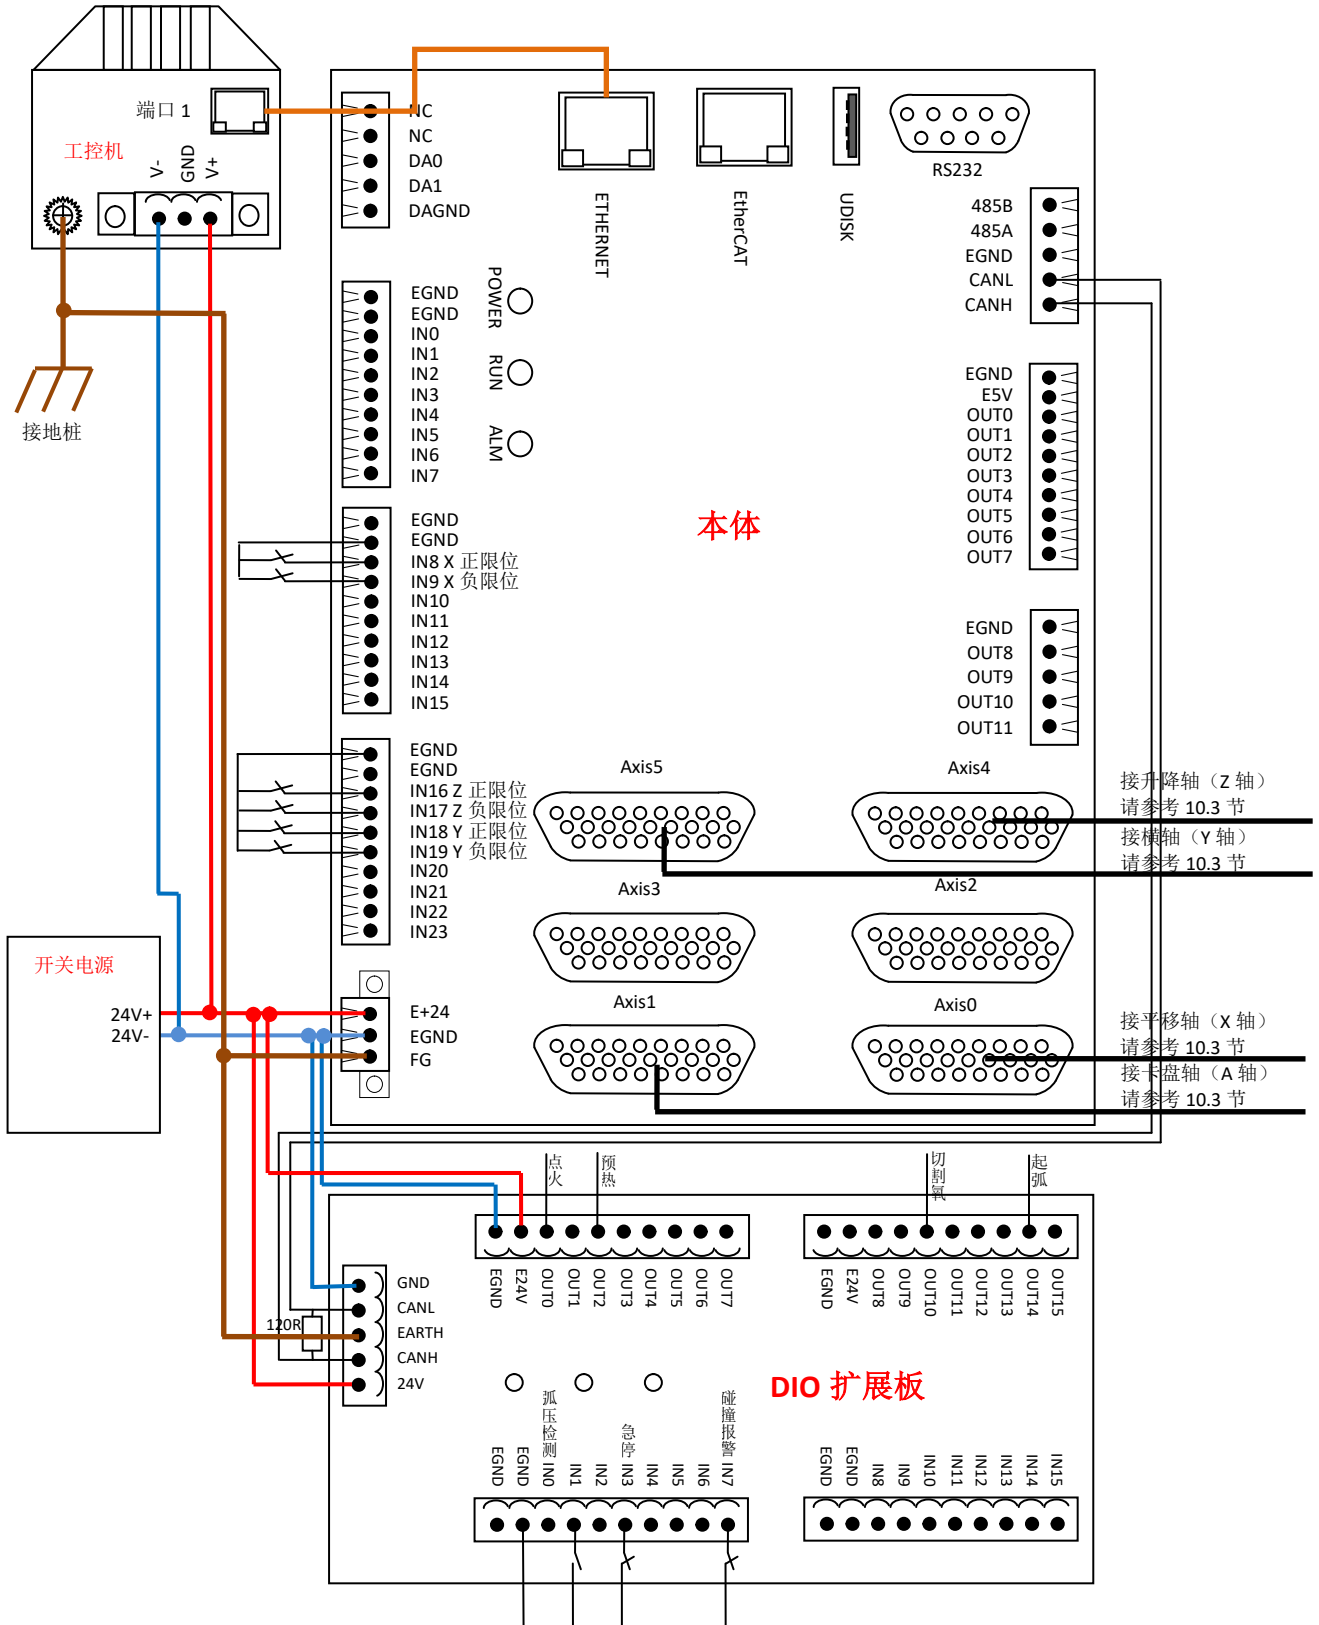 端口 1
工控机
V-
GND
V+
接地桩
NC
NC
DA0
DA1
DAGND
ETHERNET
EtherCAT
UDISK
RS232
485B
485A
EGND
CANL
CANH
EGND
EGND
IN0
IN1
IN2
IN3
IN4
IN5
IN6
IN7
POWER
RUN
ALM
EGND
E5V
OUT0
OUT1
OUT2
OUT3
OUT4
OUT5
OUT6
OUT7
本体
EGND
EGND
IN8 X 正限位
IN9 X 负限位
IN10
IN11
IN12
IN13
IN14
IN15
EGND
OUT8
OUT9
OUT10
OUT11
EGND
EGND
IN16 Z 正限位
IN17 Z 负限位
IN18 Y 正限位
IN19 Y 负限位
IN20
IN21
IN22
IN23
Axis5
Axis4
接升降轴（Z 轴）
请参考 10.3 节
接横轴（Y 轴）
请参考 10.3 节
Axis3
Axis2
开关电源
24V+
24V-
E+24
EGND
FG
Axis1
Axis0
接平移轴（X 轴）
请参考 10.3 节
接卡盘轴（A 轴）
请参考 10.3 节
点火
预热
切割氧
起弧
EGND
E24V
OUT0
OUT1
OUT2
OUT3
OUT4
OUT5
OUT6
OUT7
EGND
E24V
OUT8
OUT9
OUT10
OUT11
OUT12
OUT13
OUT14
OUT15
GND
CANL
EARTH
CANH
24V
120R
DIO 扩展板
EGND
EGND
弧压检测 IN0
IN1
IN2
急停 IN3
IN4
IN5
IN6
碰撞报警 IN7
EGND
EGND
IN8
IN9
IN10
IN11
IN12
IN13
IN14
IN15